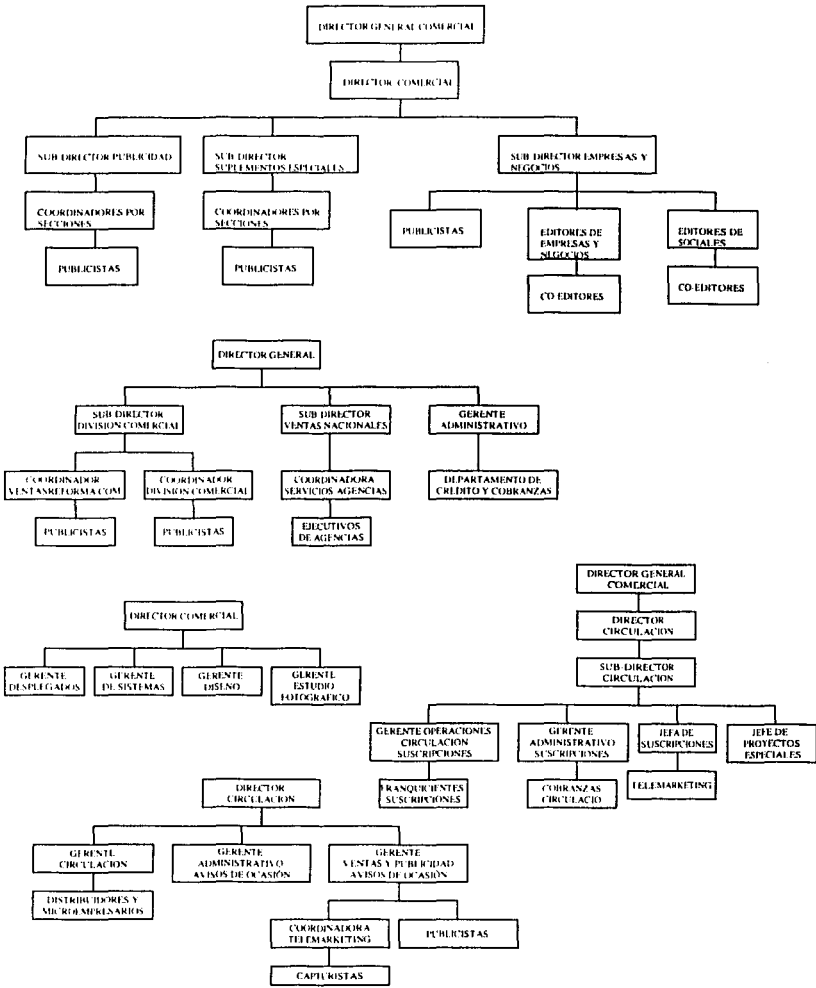 DIRECTOR GENERAL COMERCIAL
DIRECTOR COMERCIAL
SUB DIRECTOR PUBLICIDAD
SUB DIRECTOR
SUPLEMENTOS ESPECIALES
SUB DIRECTOR EMPRESAS Y
NEGOCIOS
COORDINADORES POR
SECCIONES
COORDINADORES POR
SECCIONES
PUBLICISTAS
EDITORES DE
EMPRESAS Y
NEGOCIOS
EDITORES DE
SOCIALES
PUBLICISTAS
PUBLICISTAS
CO-EDITORES
CO-EDITORES
DIRECTOR GENERAL
SUB DIRECTOR
DIVISION COMERCIAL
SUB DIRECTOR
VENTAS NACIONALES
GERENTE
ADMINISTRATIVO
COORDINADOR
VENTASREFORMA COM
COORDINADOR
DIVISION COMERCIAL
COORDINADORA
SERVICIOS AGENCIAS
DEPARTAMENTO DE
CREDITO Y COBRANZAS
PUBLICISTAS
PUBLICISTAS
EJECUTIVOS
DE AGENCIAS
DIRECTOR COMERCIAL
GERENTE
DESPLEGADOS
GERENTE
DE SISTEMAS
GERENTE
DISEÑO
GERENTE
ESTUDIO
FOTOGRAFICO
DIRECTOR GENERAL
COMERCIAL
DIRECTOR
CIRCULACION
SUB-DIRECTOR
CIRCULACION
GERENTE OPERACIONES
CIRCULACION
SUSCRIPCIONES
GERENTE
ADMINISTRATIVO
SUSCRIPCIONES
JEFA DE
SUSCRIPCIONES
JEFE DE
PROYECTOS
ESPECIALES
FRANQUICIENTES
SUSCRIPCIONES
COBRANZAS
CIRCULACIO
TELEMARKETING
DIRECTOR
CIRCULACION
GERENTE
CIRCULACION
GERENTE
ADMINISTRATIVO
AVISOS DE OCASIÓN
GERENTE
VENTAS Y PUBLICIDAD
AVISOS DE OCASIÓN
DISTRIBUIDORES Y
MICROEMPRESARIOS
COORDINADORA
TELEMARKETING
PUBLICISTAS
CAPTURISTAS